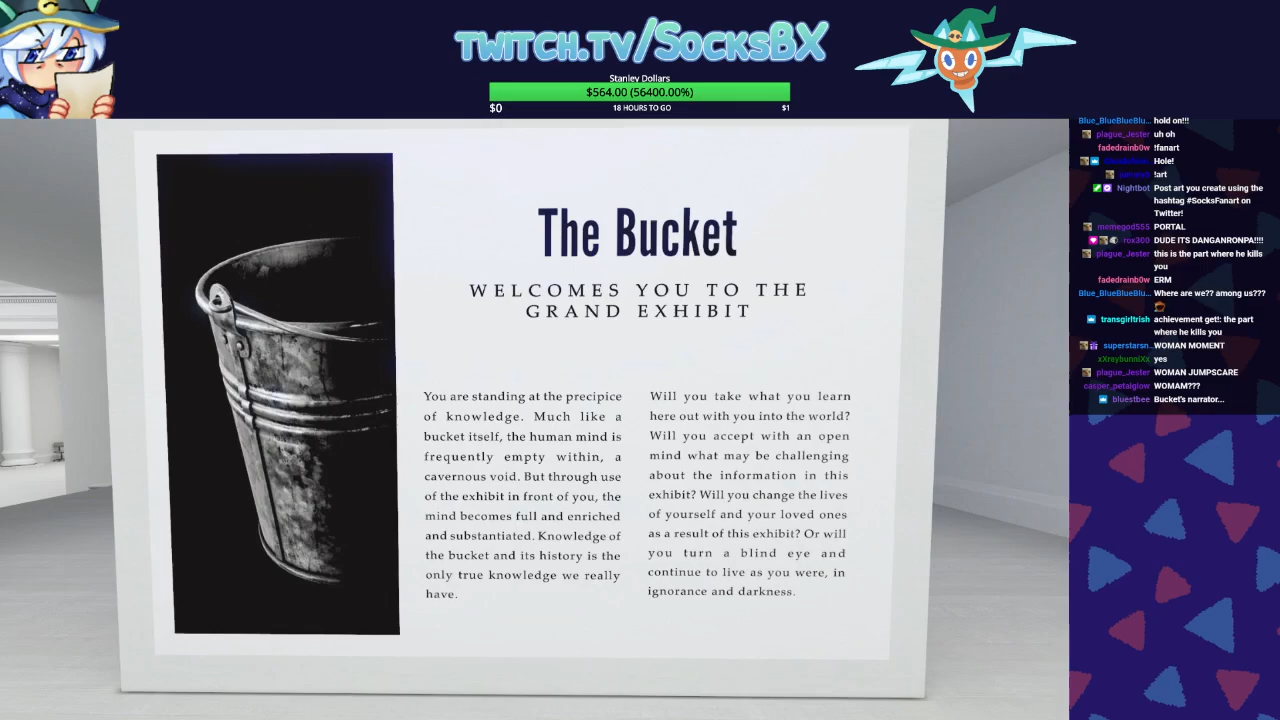 TWITCH.TV/SOCKSBX
Stanley Dollars
$564.00 (56400.00%)
$0
18 HOURS TO GO
$1
The Bucket
WELCOMES YOU TO THE
GRAND EXHIBIT
You are standing at the precipice
of knowledge. Much like a
bucket itself, the human mind is
frequently empty within, a
cavernous void. But through use
of the exhibit in front of you, the
mind becomes full and enriched
and substantiated. Knowledge of
the bucket and its history is the
only true knowledge we really
have.
Will you take what you learn
here out with you into the world?
Will you accept with an open
mind what may be challenging
about the information in this
exhibit? Will you change the lives
of yourself and your loved ones
as a result of this exhibit? Or will
you turn a blind eye and
continue to live as you were, in
ignorance and darkness.
Blue_BlueBlueBlu... hold on!!!
plague_Jester uh oh
fadedrainb0w !fanart
Hole!
!art
Nightbot Post art you create using the
hashtag #SocksFanart on
Twitter!
memegod555 PORTAL
rox300 DUDE ITS DANGANRONPA!!!!
plague_Jester this is the part where he kills
you
fadedrainb0w ERM
Blue_BlueBlueBlu... Where are we?? among us???
transgirltrish achievement get!: the part
where he kills you
superstarsn... WOMAN MOMENT
xXraybunniXx yes
plague_Jester WOMAN JUMPSCARE
casper_petalglow WOMAM???
bluestbee Bucket's narrator...